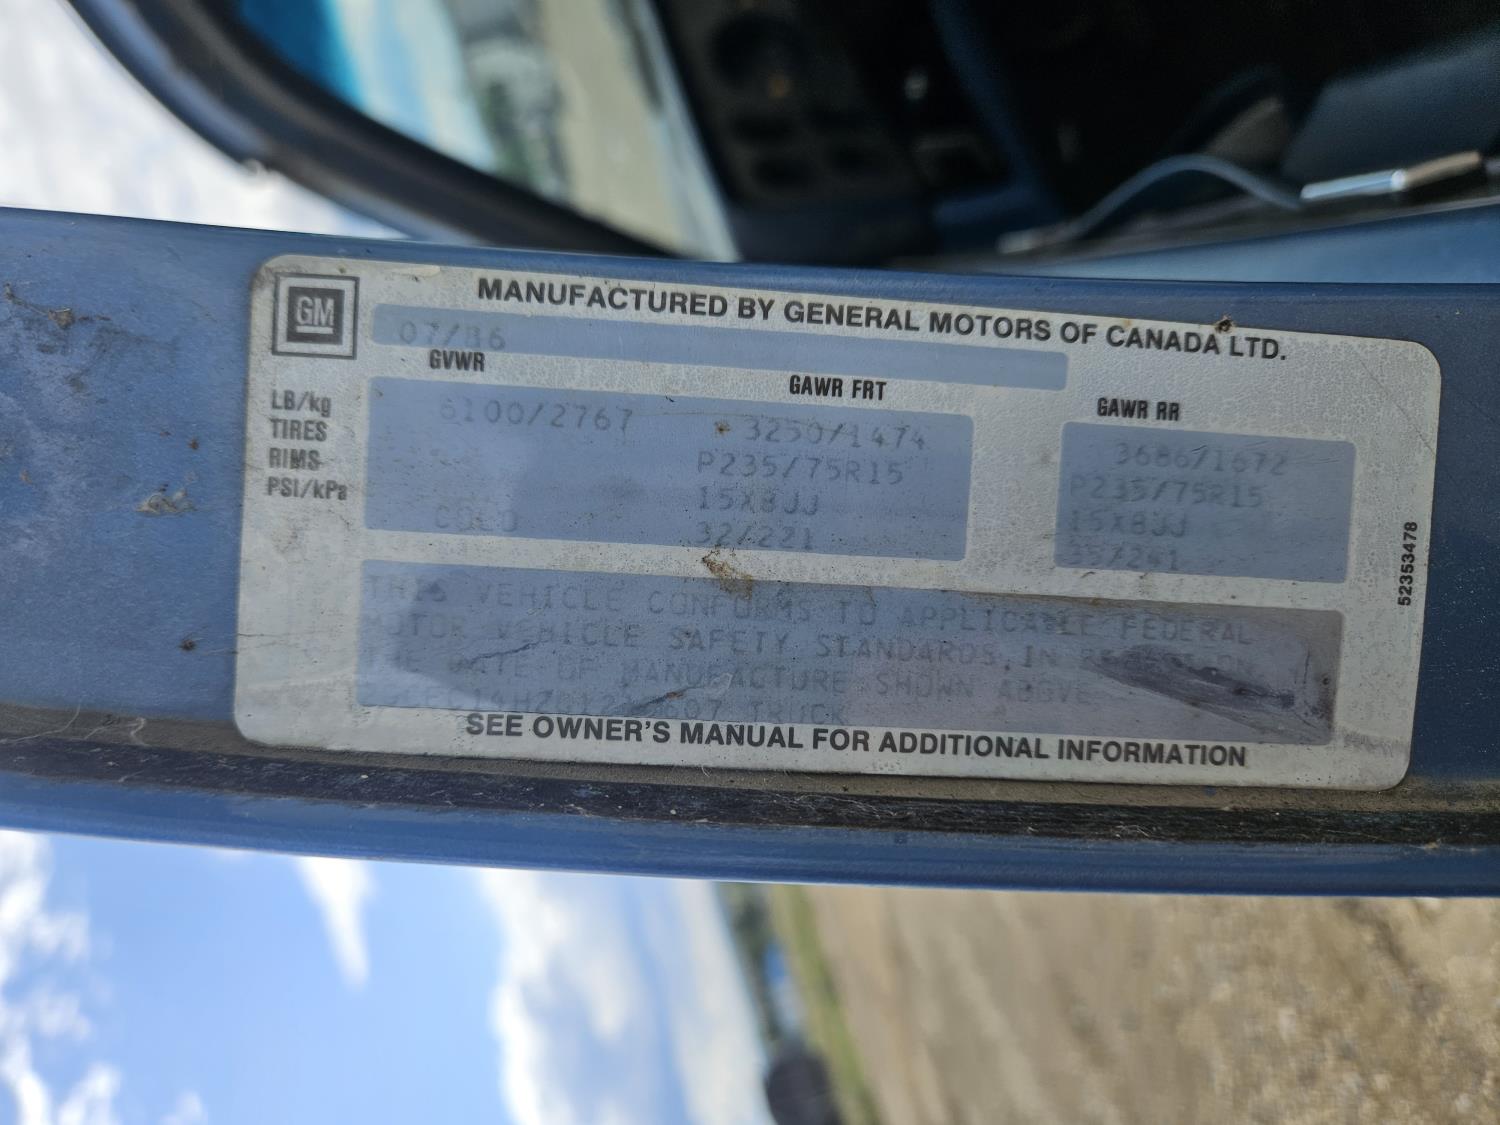 GM
MANUFACTURED BY GENERAL MOTORS OF CANADA LTD.
07/86
GVWR GAWR FRT GAWR RR
LB/kg 6100/2767 3250/1474 3686/1672
TIRES P235/75R15 P235/75R15
RIMS 15X8JJ 15X8JJ
PSI/kPa COLD 32/221 35/241
THIS VEHICLE CONFORMS TO APPLICABLE FEDERAL
MOTOR VEHICLE SAFETY STANDARDS, IN
THE DATE OF MANUFACTURE SHOWN ABOVE
TRUCK
SEE OWNER'S MANUAL FOR ADDITIONAL INFORMATION
52353478